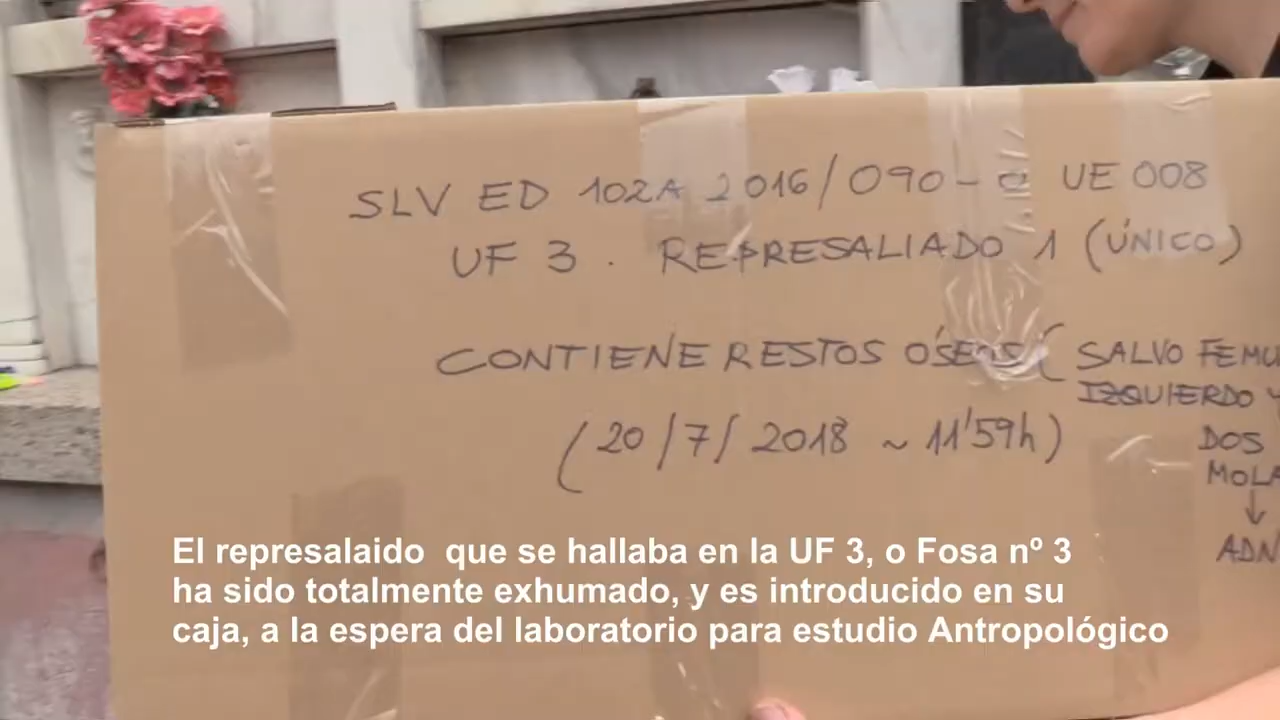 SLV ED 102A 2016/090- UE 008
UF 3 . REPRESALIADO 1 (ÚNICO)
CONTIENE RESTOS ÓSEOS (SALVO FEMU
IZQUIERDO Y
DOS
MOLA
↓
ADN
(20/7/2018 ~ 11'59h)
El represalaido que se hallaba en la UF 3, o Fosa nº 3
ha sido totalmente exhumado, y es introducido en su
caja, a la espera del laboratorio para estudio Antropológico